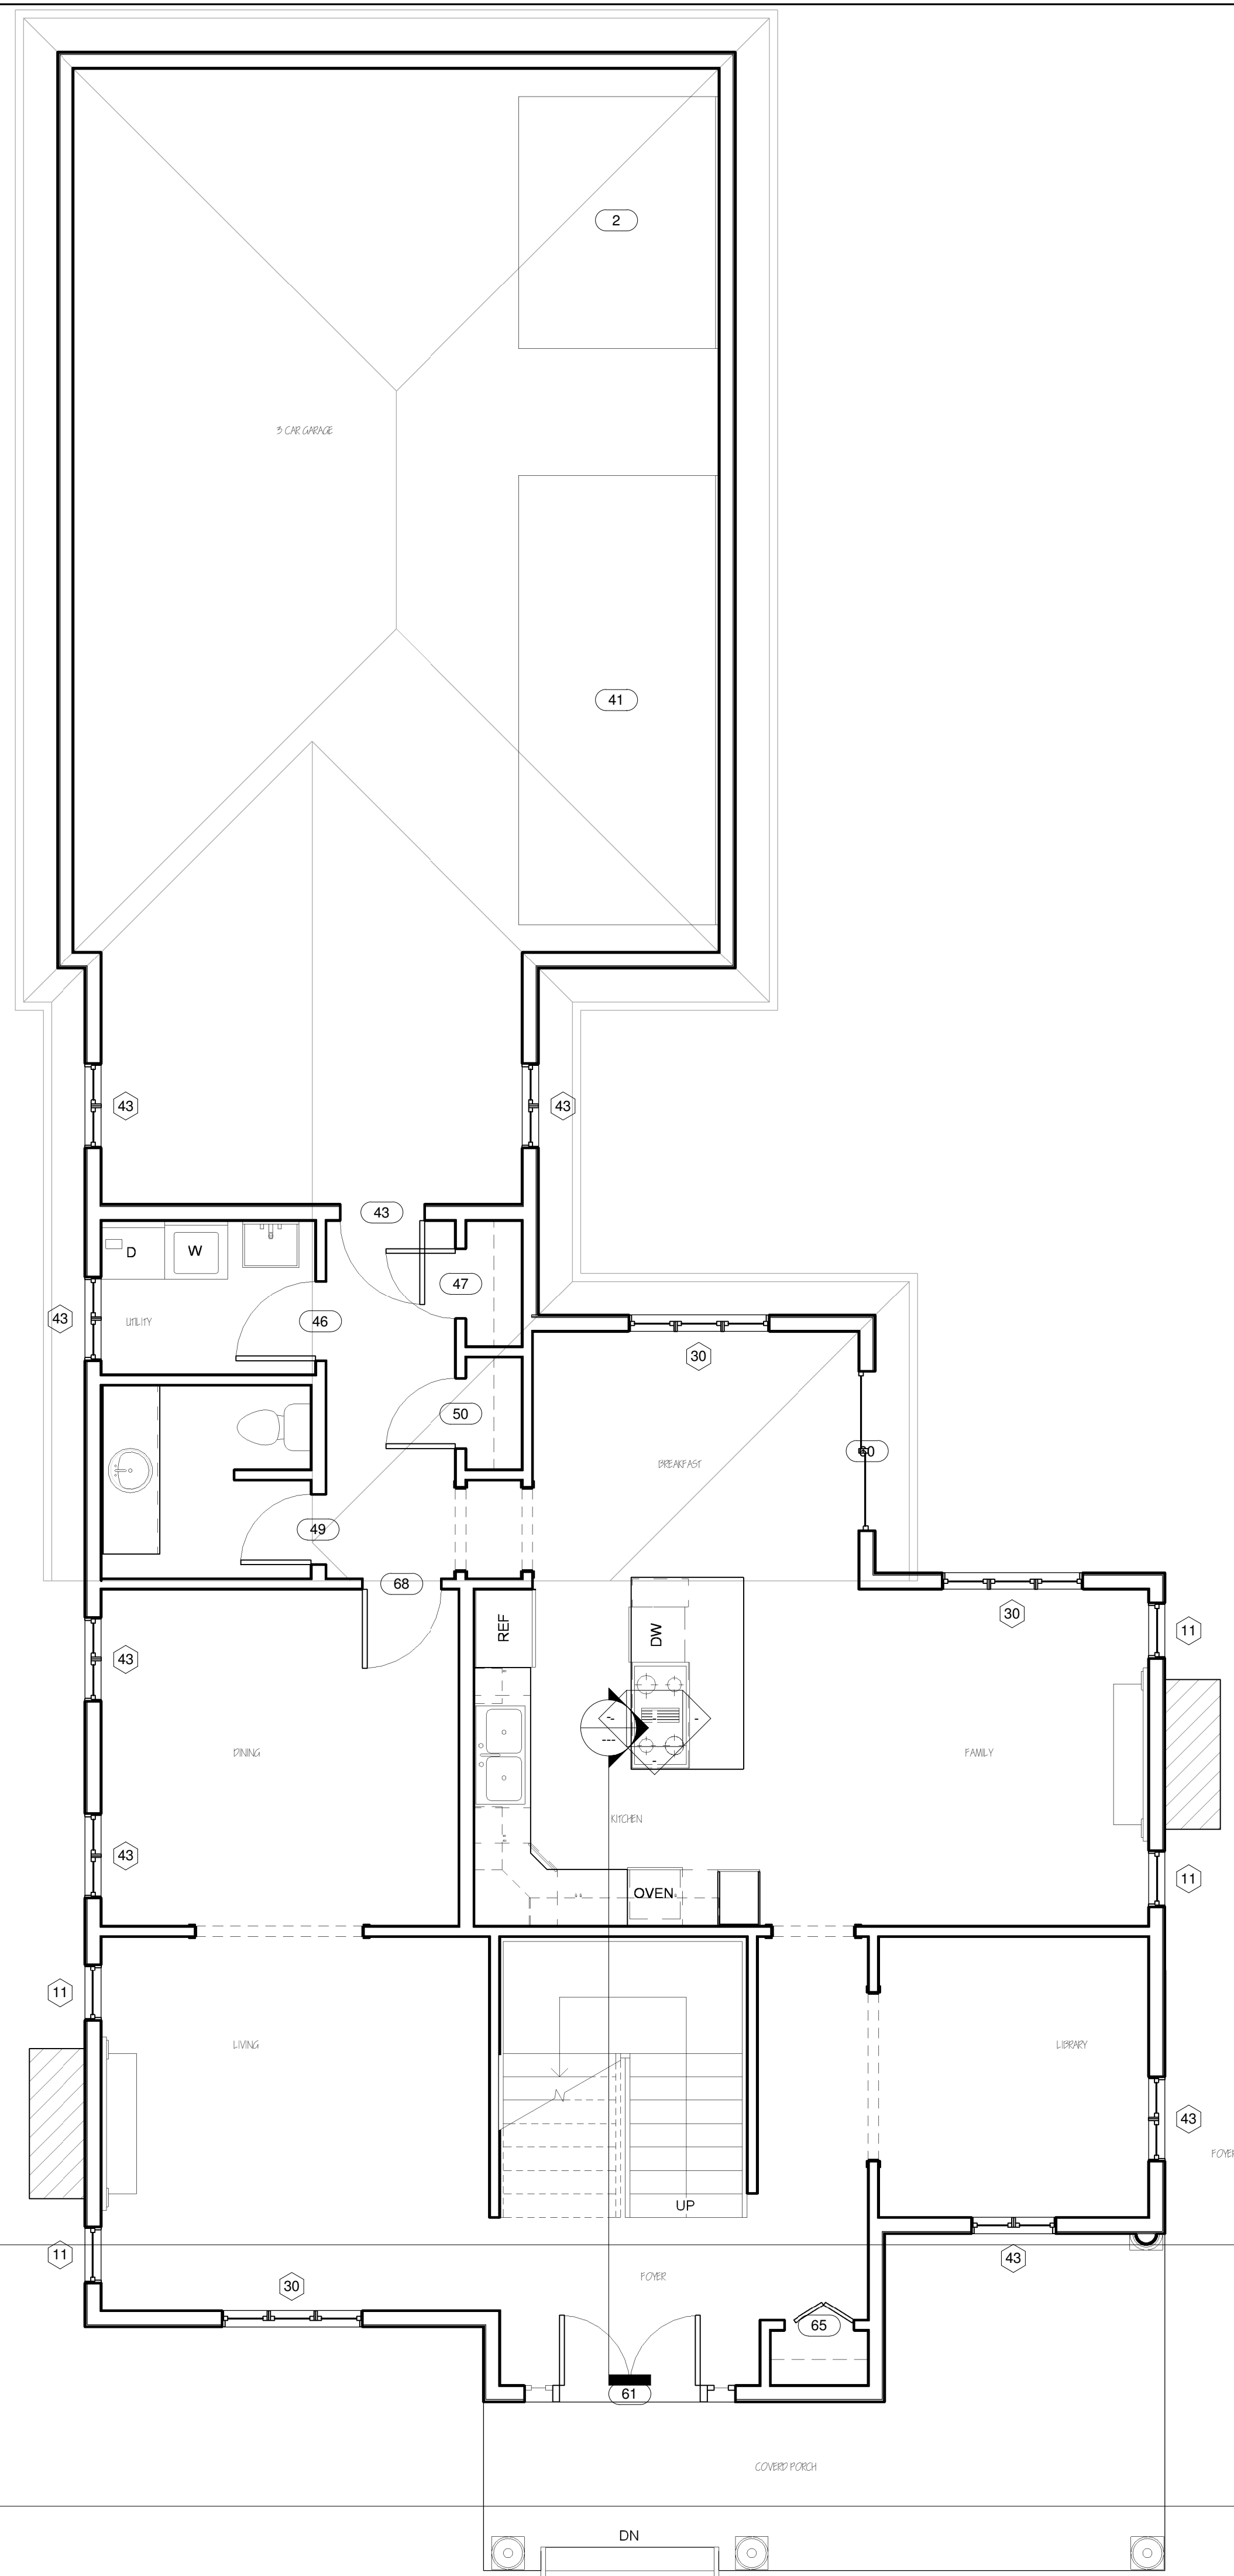 2
3 CAR GARAGE
41
43
43
43
D
W
47
43
UTILITY
46
30
50
60
BREAKFAST
49
68
REF
DW
30
11
43
--
-
-
---
-
DINING
FAMILY
KITCHEN
43
11
OVEN
11
LIVING
LIBRARY
43
FOYER
UP
11
43
FOYER
30
65
61
COVERD PORCH
DN